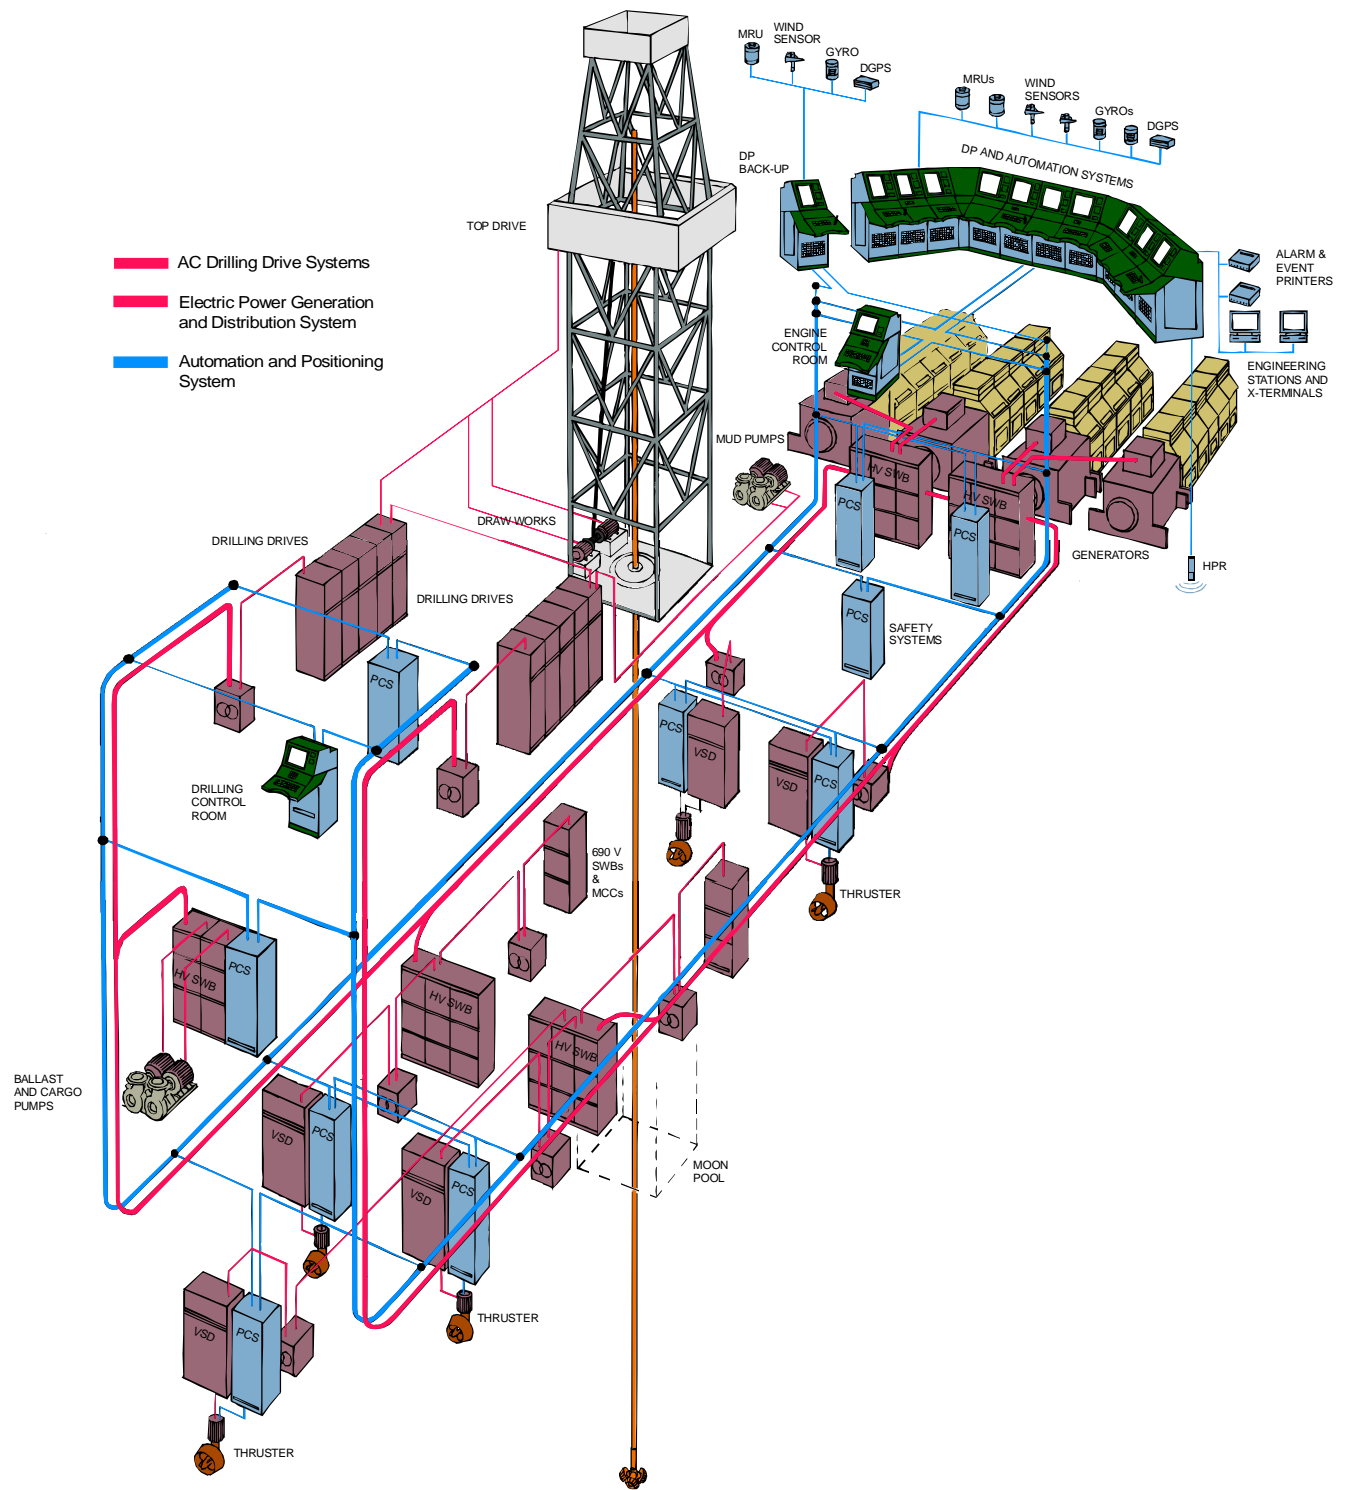 MRU
WIND
SENSOR
GYRO
DGPS
MRUs
WIND
SENSORS
GYROs
DGPS
DP
BACK-UP
DP AND AUTOMATION SYSTEMS
TOP DRIVE
AC Drilling Drive Systems
Electric Power Generation
and Distribution System
Automation and Positioning
System
ALARM &
EVENT
PRINTERS
ENGINE
CONTROL
ROOM
ENGINEERING
STATIONS AND
X-TERMINALS
MUD PUMPS
HV SWB
HV SWB
PCS
PCS
DRAW WORKS
DRILLING DRIVES
GENERATORS
HPR
DRILLING DRIVES
PCS
SAFETY
SYSTEMS
PCS
PCS
VSD
VSD
PCS
DRILLING
CONTROL
ROOM
690 V
SWBs
&
MCCs
THRUSTER
HV SWB
PCS
HV SWB
HV SWB
BALLAST
AND CARGO
PUMPS
VSD
PCS
VSD
PCS
MOON
POOL
VSD
PCS
THRUSTER
THRUSTER